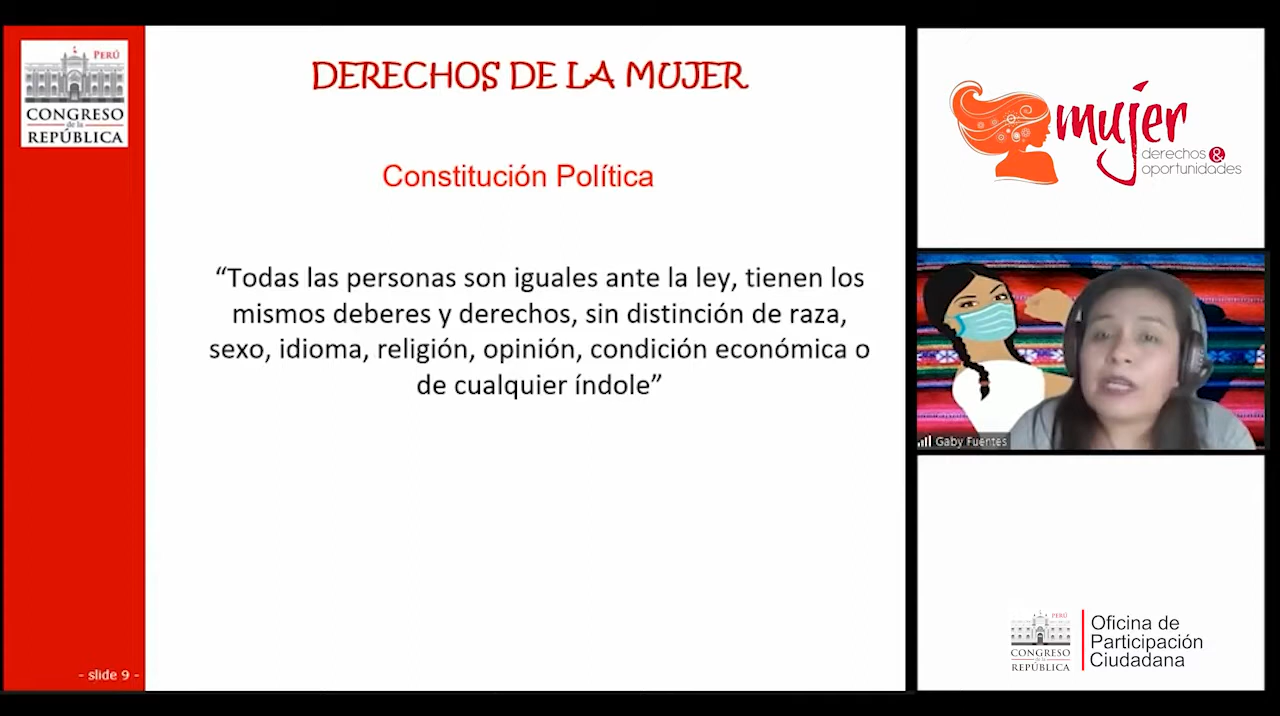 PERÚ
CONGRESO
de la
REPÚBLICA
DERECHOS DE LA MUJER
Constitución Política
“Todas las personas son iguales ante la ley, tienen los
mismos deberes y derechos, sin distinción de raza,
sexo, idioma, religión, opinión, condición económica o
de cualquier índole”
- slide 9 -
mujer
derechos &
oportunidades
Gaby Fuentes
PERÚ
CONGRESO
de la
REPÚBLICA
Oficina de
Participación
Ciudadana